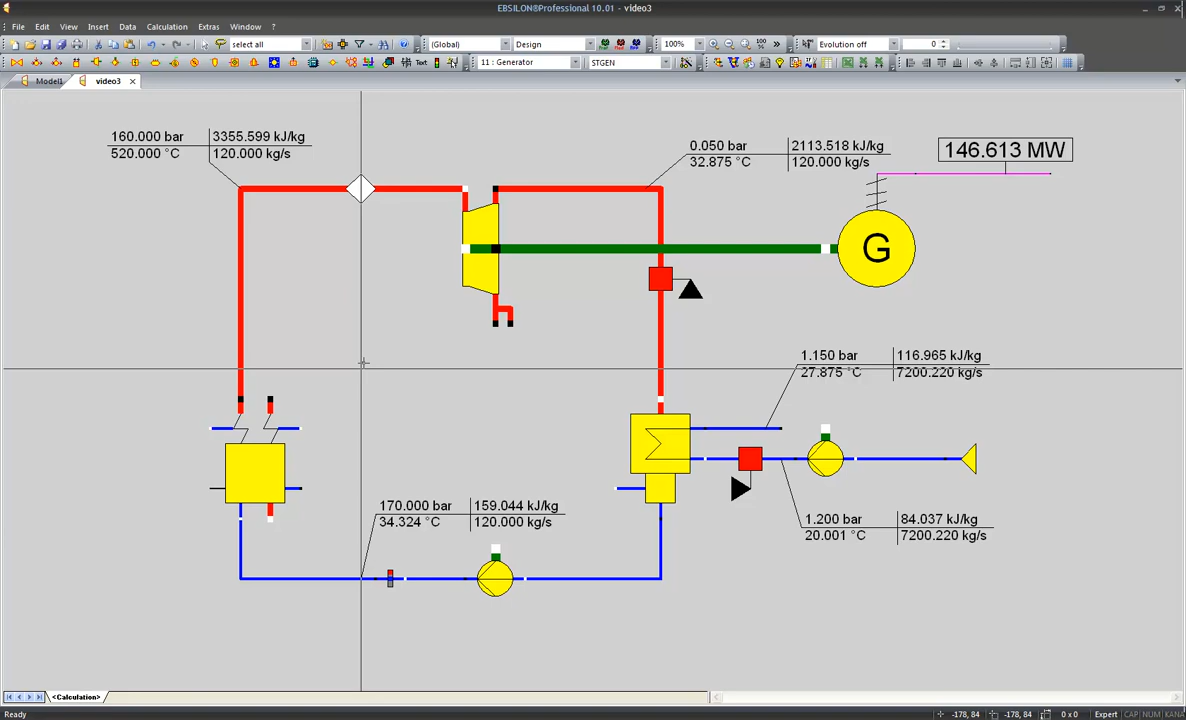 EBSILON®Professional 10.01 - video3
File Edit View Insert Data Calculation Extras Window ?
select all (Global) Design 100% Evolution off 0
Text 11 : Generator STGEN
Model1 video3
160.000 bar 3355.599 kJ/kg
520.000 °C 120.000 kg/s
0.050 bar 2113.518 kJ/kg
32.875 °C 120.000 kg/s
146.613 MW
G
1.150 bar 116.965 kJ/kg
27.875 °C 7200.220 kg/s
170.000 bar 159.044 kJ/kg
34.324 °C 120.000 kg/s
1.200 bar 84.037 kJ/kg
20.001 °C 7200.220 kg/s
<Calculation>
Ready -178, 84 -178, 84 0 x 0 Expert CAP NUM KANA